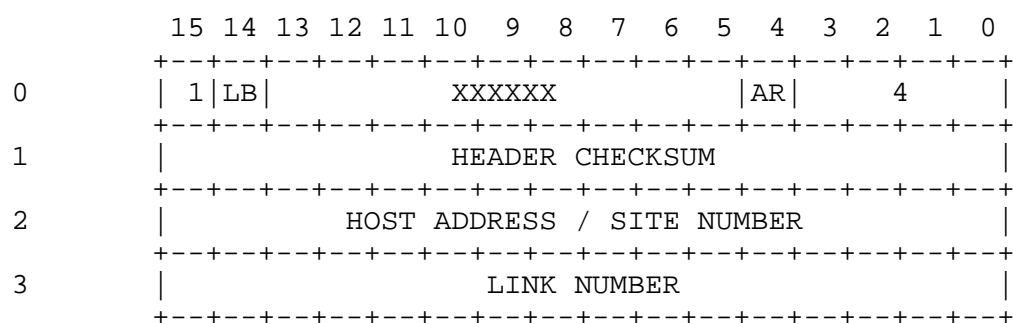 15 14 13 12 11 10 9 8 7 6 5 4 3 2 1 0
+--+--+--+--+--+--+--+--+--+--+--+--+--+--+--+--+
0 | 1|LB| XXXXXX |AR| 4 |
+--+--+--+--+--+--+--+--+--+--+--+--+--+--+--+--+
1 | HEADER CHECKSUM |
+--+--+--+--+--+--+--+--+--+--+--+--+--+--+--+--+
2 | HOST ADDRESS / SITE NUMBER |
+--+--+--+--+--+--+--+--+--+--+--+--+--+--+--+--+
3 | LINK NUMBER |
+--+--+--+--+--+--+--+--+--+--+--+--+--+--+--+--+